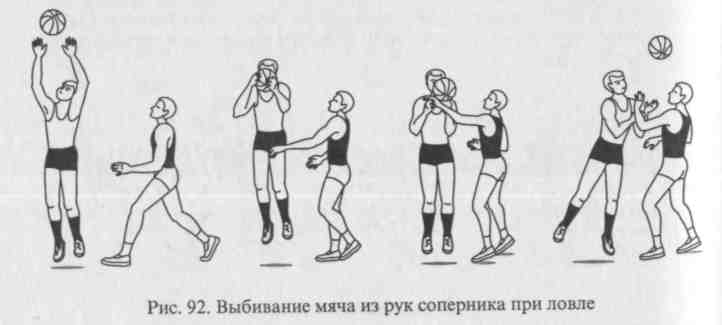 Рис. 92. Выбивание мяча из рук соперника при ловле